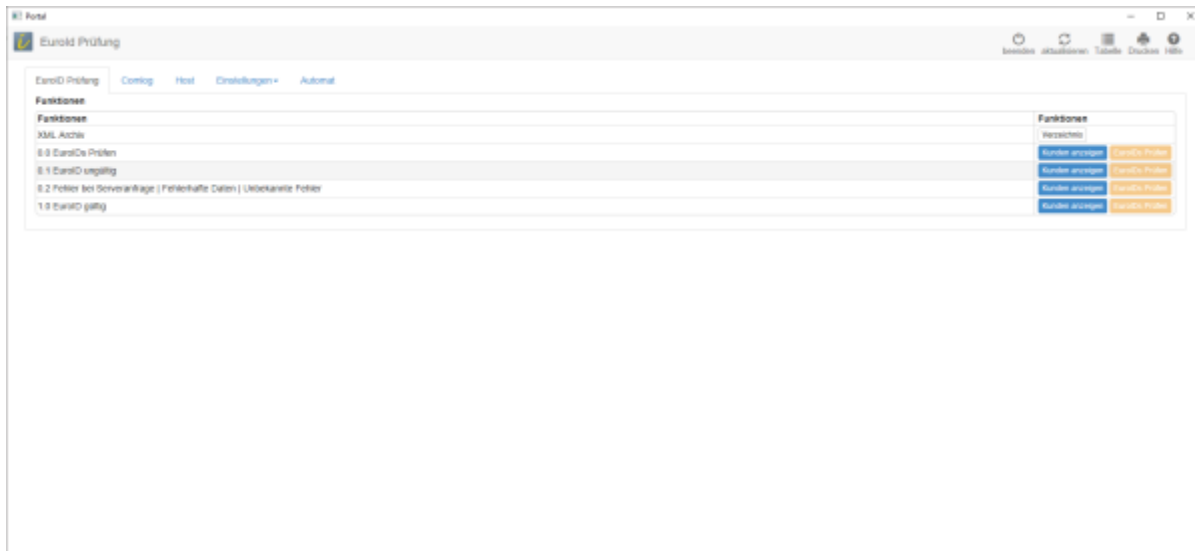 Portal
EuroId Prüfung
beenden aktualisieren Tabelle Drucken Hilfe
EuroID Prüfung Comlog Host Einstellungen Automat
Funktionen
Funktionen Funktionen
XML Archiv Verzeichnis
0.0 EuroIDs Prüfen Kunden anzeigen EuroIDs Prüfen
0.1 EuroID ungültig Kunden anzeigen EuroIDs Prüfen
0.2 Fehler bei Serveranfrage | Fehlerhafte Daten | Unbekannte Fehler Kunden anzeigen EuroIDs Prüfen
1.0 EuroID gültig Kunden anzeigen EuroIDs Prüfen